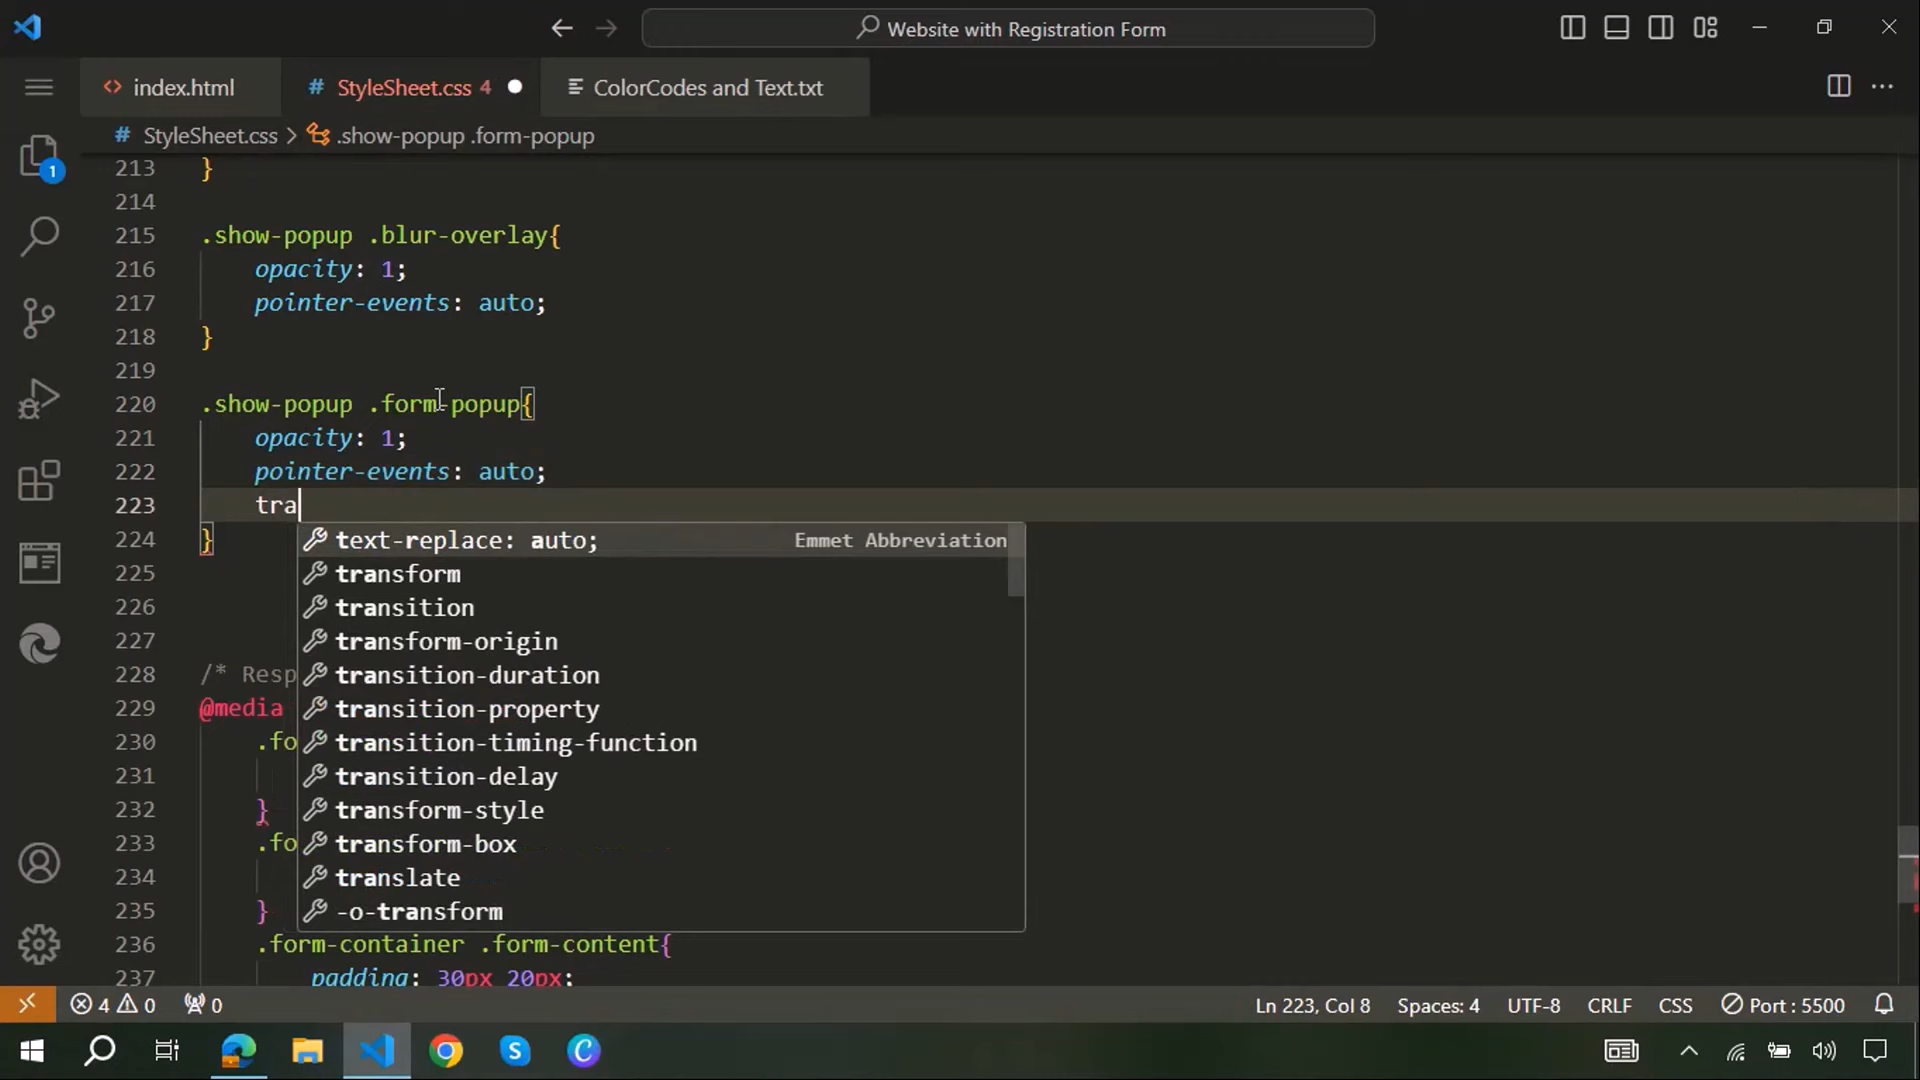 Website with Registration Form
index.html
# StyleSheet.css 4
ColorCodes and Text.txt
# StyleSheet.css > .show-popup .form-popup
1
213 }
214
215 .show-popup .blur-overlay{
216 opacity: 1;
217 pointer-events: auto;
218 }
219
220 .show-popup .form-popup{
221 opacity: 1;
222 pointer-events: auto;
223 tra
224 }
text-replace: auto; Emmet Abbreviation
225 transform
226 transition
227 transform-origin
228 /* Resp transition-duration
229 @media transition-property
230 .fo transition-timing-function
231 transition-delay
232 } transform-style
233 .fo transform-box
234 translate
235 } -o-transform
236 .form-container .form-content{
237 padding: 30px 20px;
4 0 0
Ln 223, Col 8 Spaces: 4 UTF-8 CRLF CSS Port : 5500